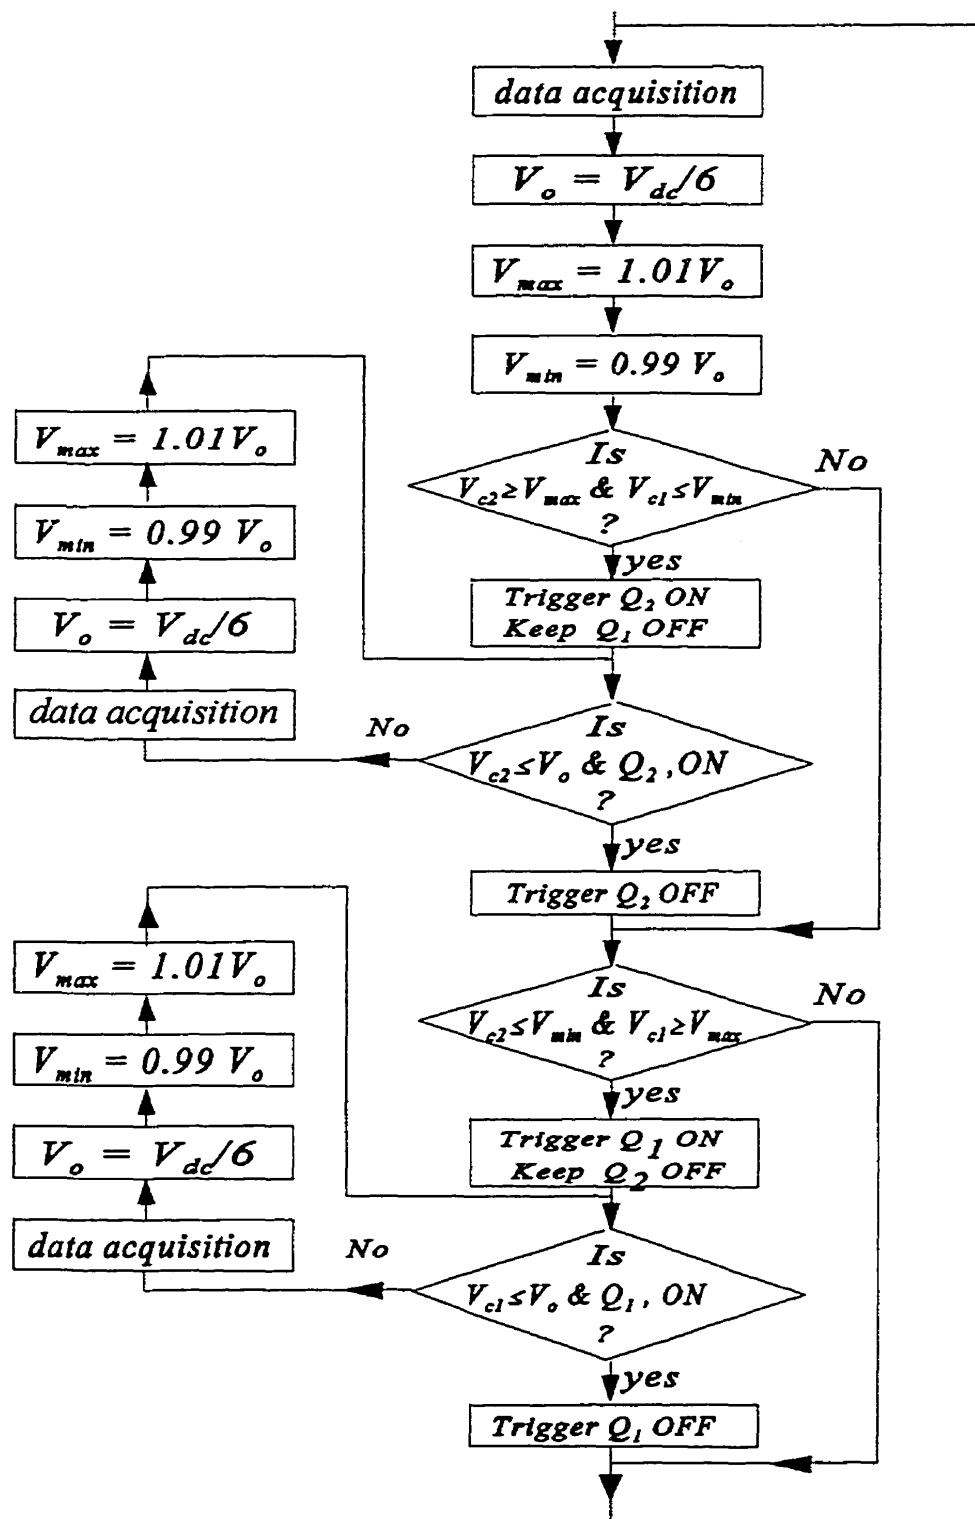 data acquisition
V_o = V_dc/6
V_max = 1.01V_o
V_min = 0.99 V_o
Is
V_c2 ≥ V_max & V_c1 ≤ V_min
?
No
yes
Trigger Q_2 ON
Keep Q_1 OFF
V_max = 1.01V_o
V_min = 0.99 V_o
V_o = V_dc/6
data acquisition
No
Is
V_c2 ≤ V_o & Q_2, ON
?
yes
Trigger Q_2 OFF
Is
V_c2 ≤ V_min & V_c1 ≥ V_max
?
No
yes
Trigger Q_1 ON
Keep Q_2 OFF
V_max = 1.01V_o
V_min = 0.99 V_o
V_o = V_dc/6
data acquisition
No
Is
V_c1 ≤ V_o & Q_1, ON
?
yes
Trigger Q_1 OFF